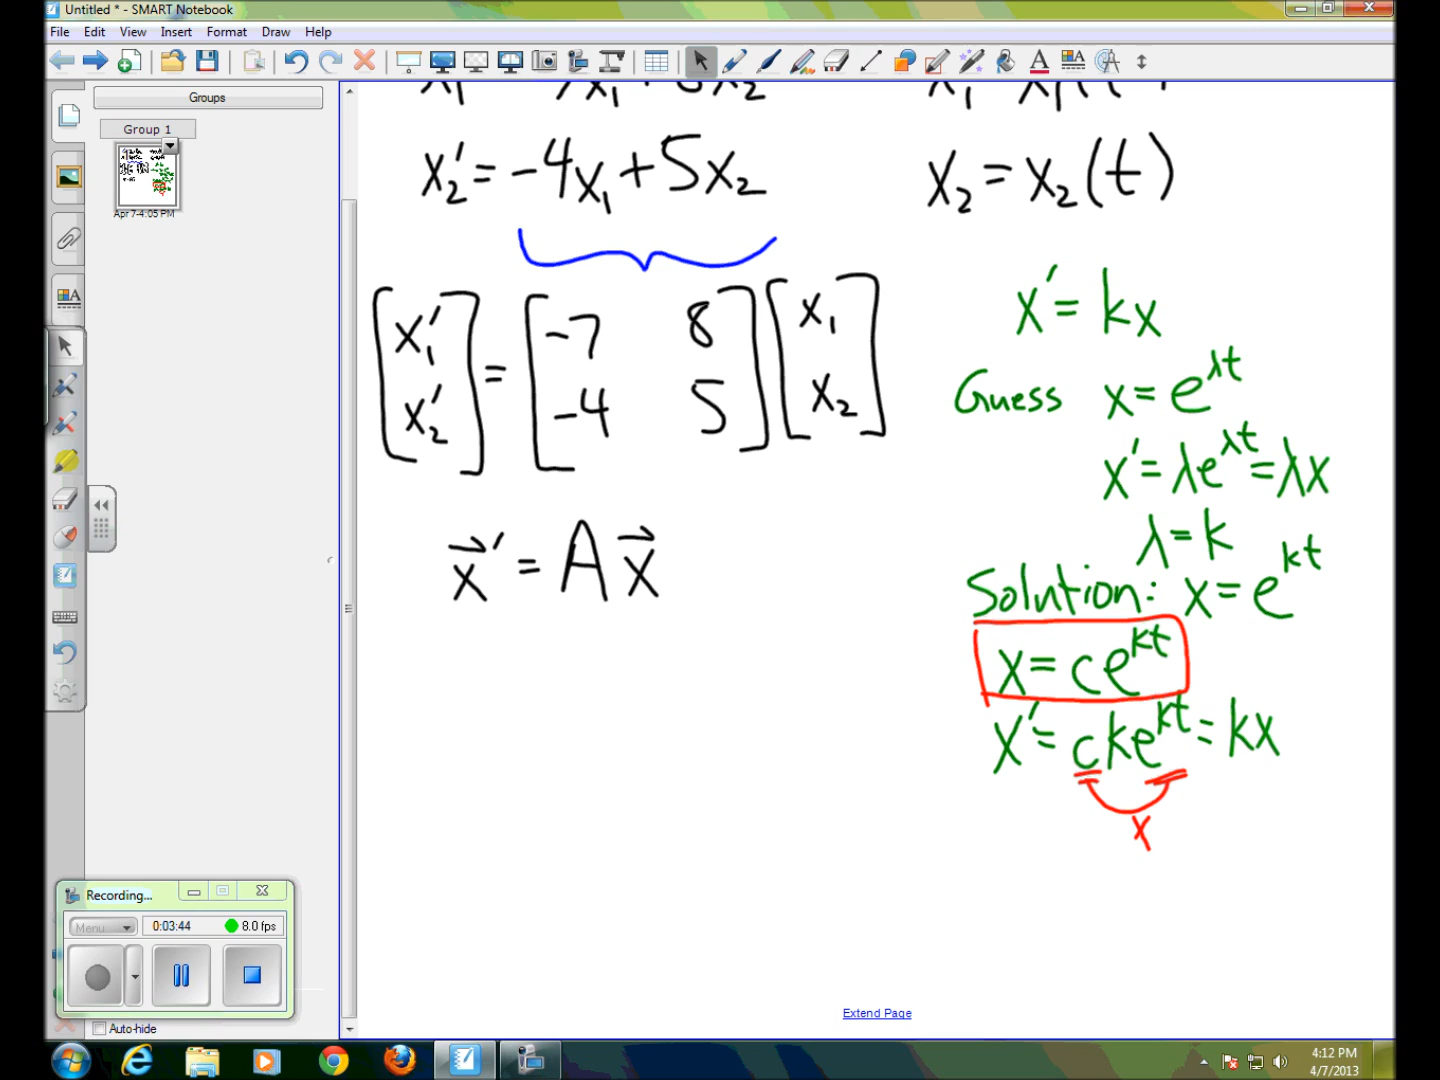 Untitled * - SMART Notebook
File Edit View Insert Format Draw Help
Groups
Group 1
Apr 7-4:05 PM
x₂' = -4x₁ + 5x₂
x₂ = x₂(t)
[x₁' x₂'] = [-7 8 -4 5] [x₁ x₂]
x⃗' = A x⃗
x' = kx
Guess x = e^λt
x' = λe^λt = λx
λ = k
Solution: x = e^kt
x = ce^kt
x' = cke^kt = kx
x
Recording...
Menu
0:03:44
8.0 fps
Auto-hide
Extend Page
4:12 PM
4/7/2013